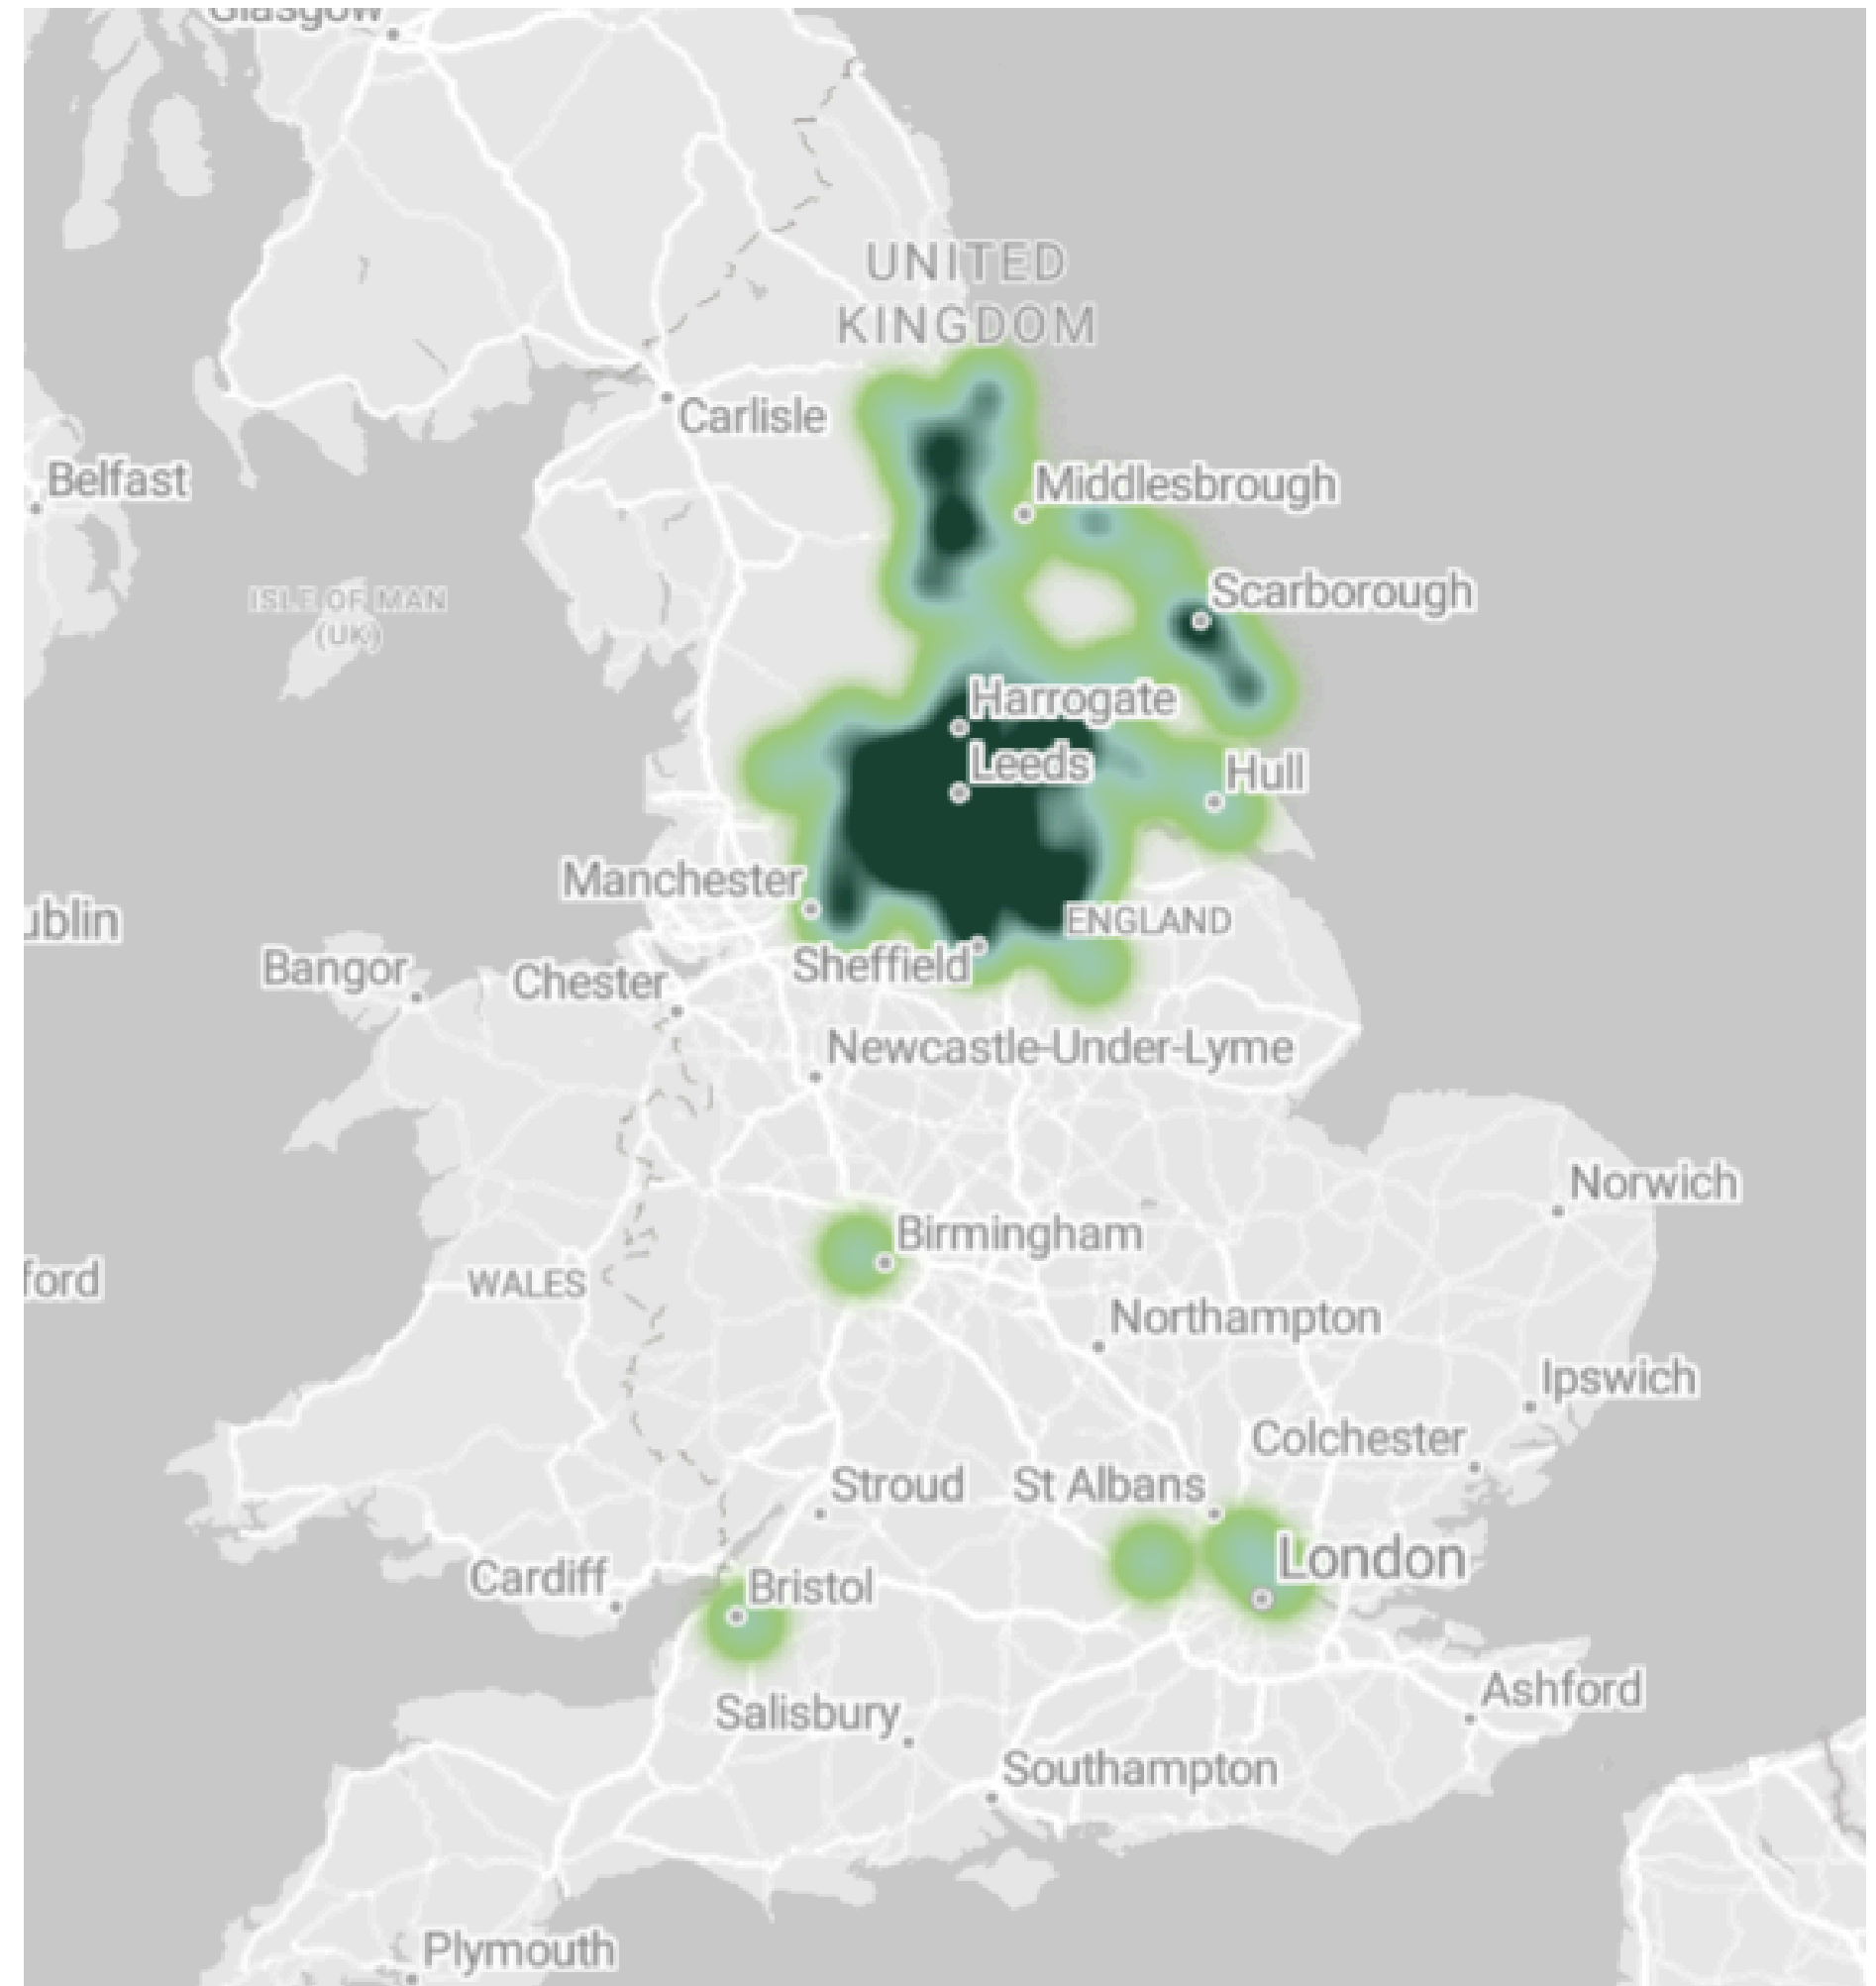 Glasgow
UNITED
KINGDOM
Carlisle
Belfast
Middlesbrough
ISLE OF MAN
(UK)
Scarborough
Harrogate
Leeds
Hull
Manchester
ublin
ENGLAND
Bangor
Chester
Sheffield
Newcastle-Under-Lyme
Norwich
Birmingham
ford
WALES
Northampton
Ipswich
Colchester
Stroud
St Albans
London
Cardiff
Bristol
Ashford
Salisbury
Southampton
Plymouth